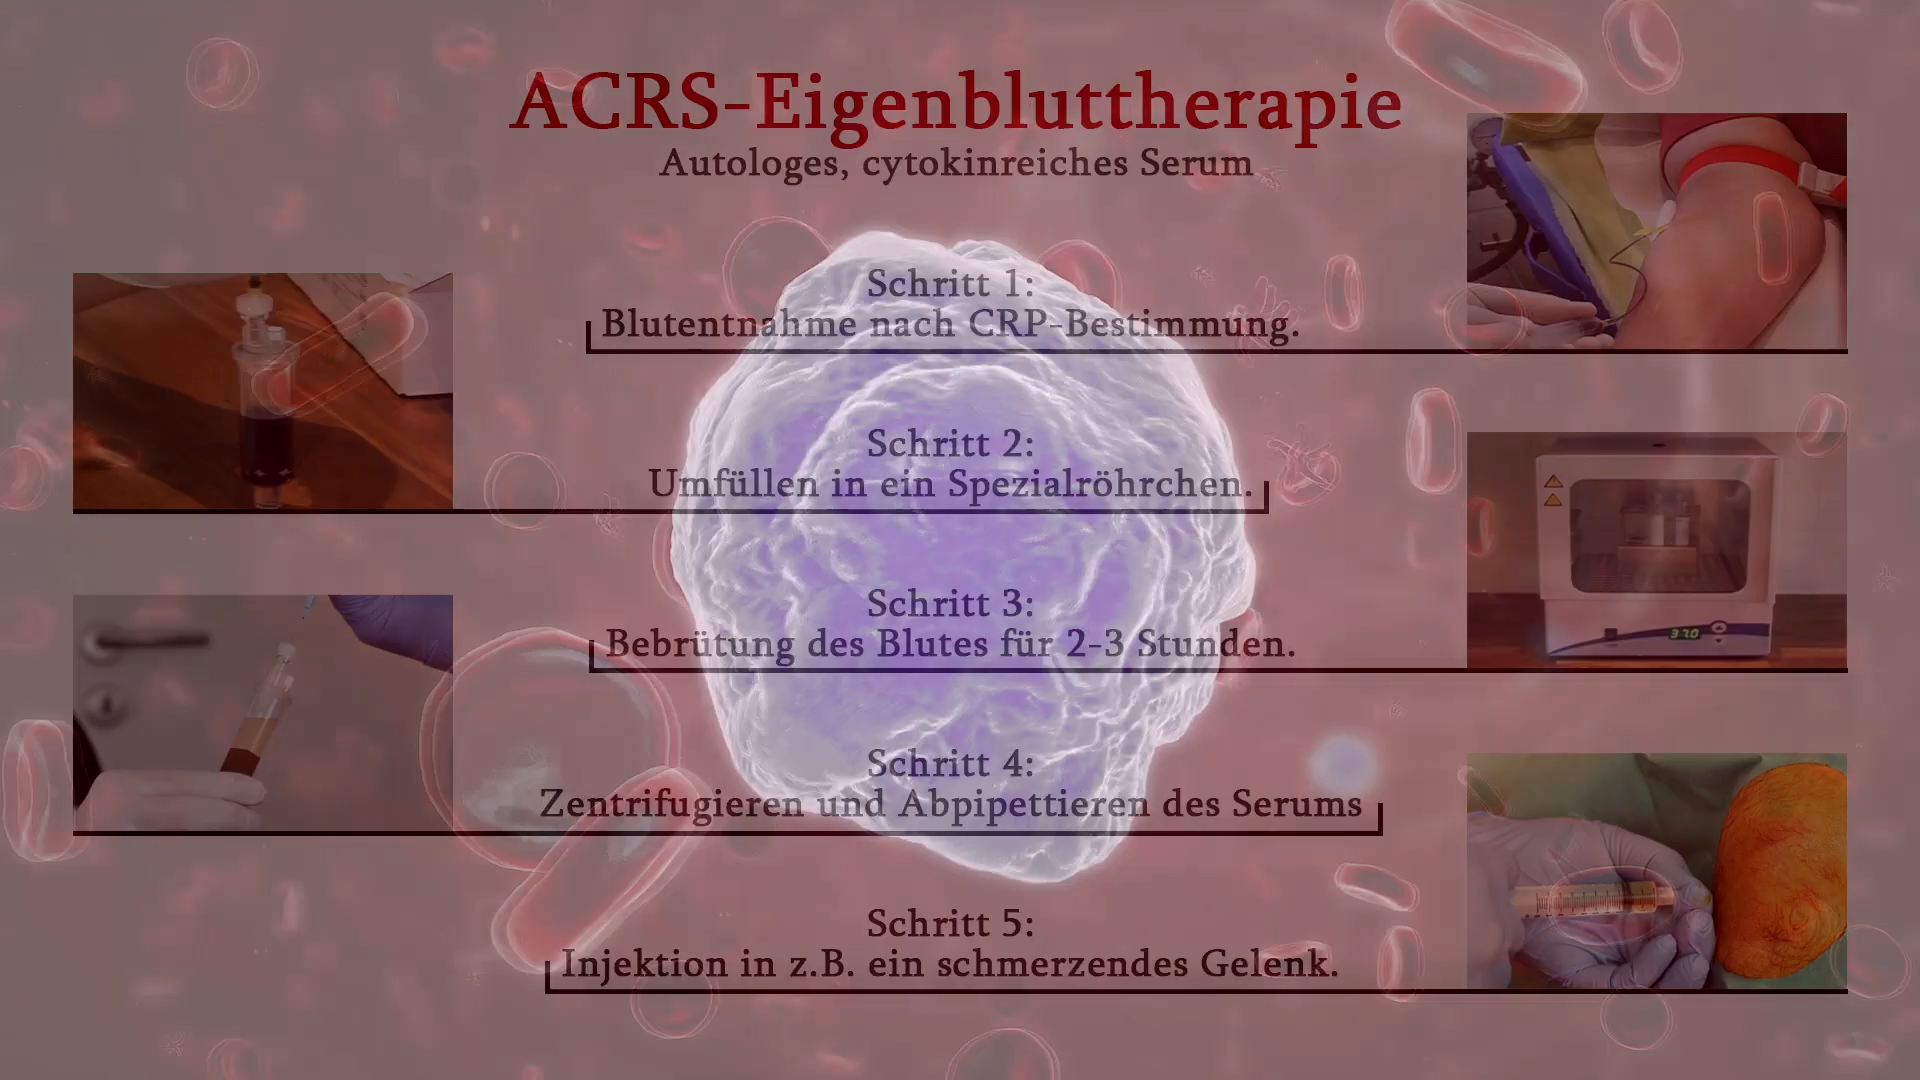 ACRS-Eigenbluttherapie
Autologes, cytokinreiches Serum
Schritt 1:
Blutentnahme nach CRP-Bestimmung.
Schritt 2:
Umfüllen in ein Spezialröhrchen.
Schritt 3:
Bebrütung des Blutes für 2-3 Stunden.
37.0
Schritt 4:
Zentrifugieren und Abpipettieren des Serums
Schritt 5:
Injektion in z.B. ein schmerzendes Gelenk.